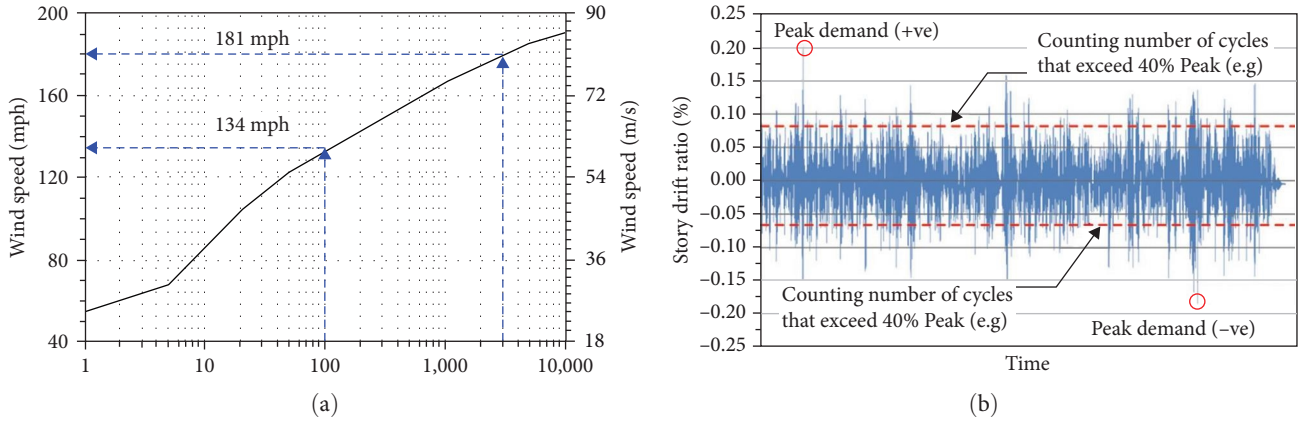 200
160
120
80
40
Wind speed (mph)
181 mph
134 mph
90
72
54
36
18
Wind speed (m/s)
1
10
100
1,000
10,000
(a)
0.25
0.20
0.15
0.10
0.05
0.00
−0.05
−0.10
−0.15
−0.20
−0.25
Story drift ratio (%)
Peak demand (+ve)
Counting number of cycles
that exceed 40% Peak (e.g)
Counting number of cycles
that exceed 40% Peak (e.g)
Peak demand (−ve)
Time
(b)